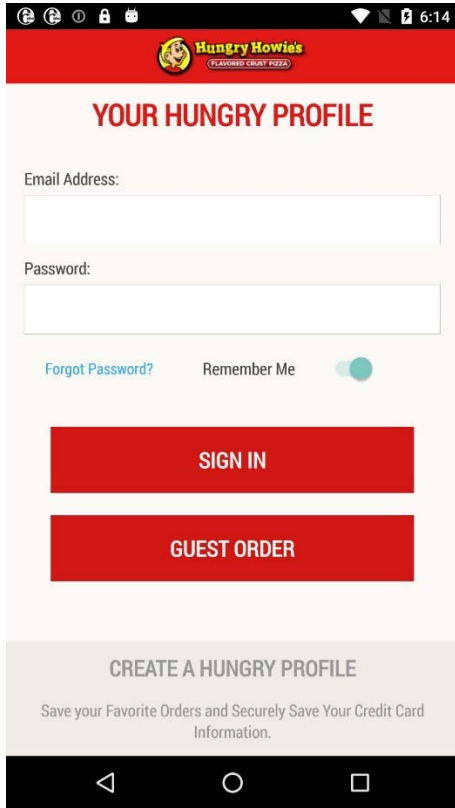 6:14
Hungry Howie's
FLAVORED CRUST PIZZA
YOUR HUNGRY PROFILE
Email Address:
Password:
Forgot Password? Remember Me
SIGN IN
GUEST ORDER
CREATE A HUNGRY PROFILE
Save your Favorite Orders and Securely Save Your Credit Card
Information.